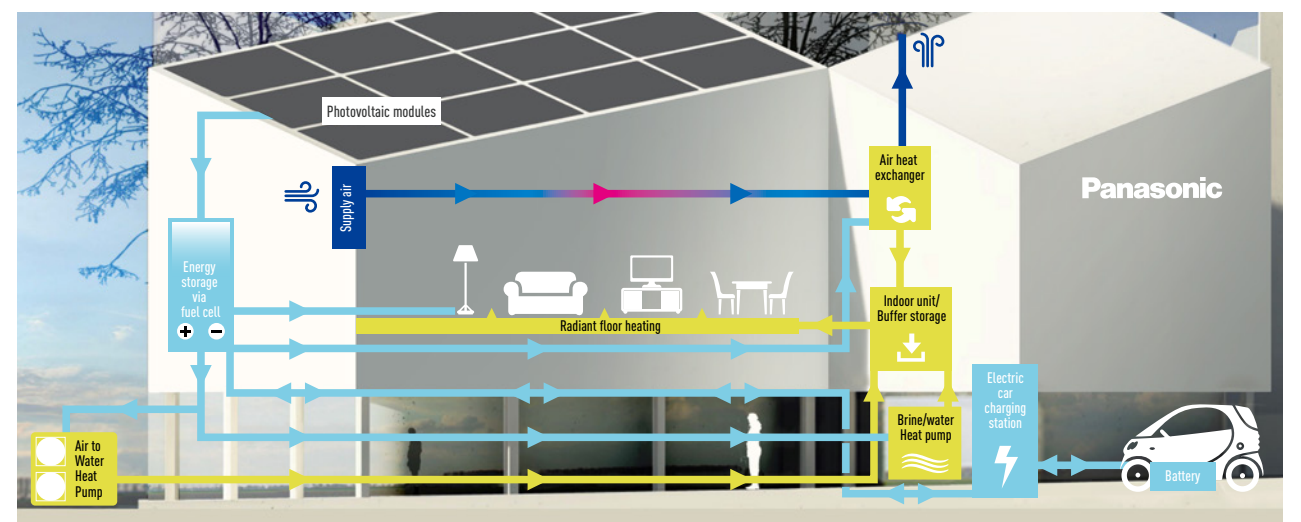 Photovoltaic modules
Supply air
Air heat
exchanger
Panasonic
Energy
storage
via
fuel cell
Radiant floor heating
Indoor unit/
Buffer storage
Electric
car
charging
station
Brine/water
Heat pump
Air to
Water
Heat
Pump
Battery